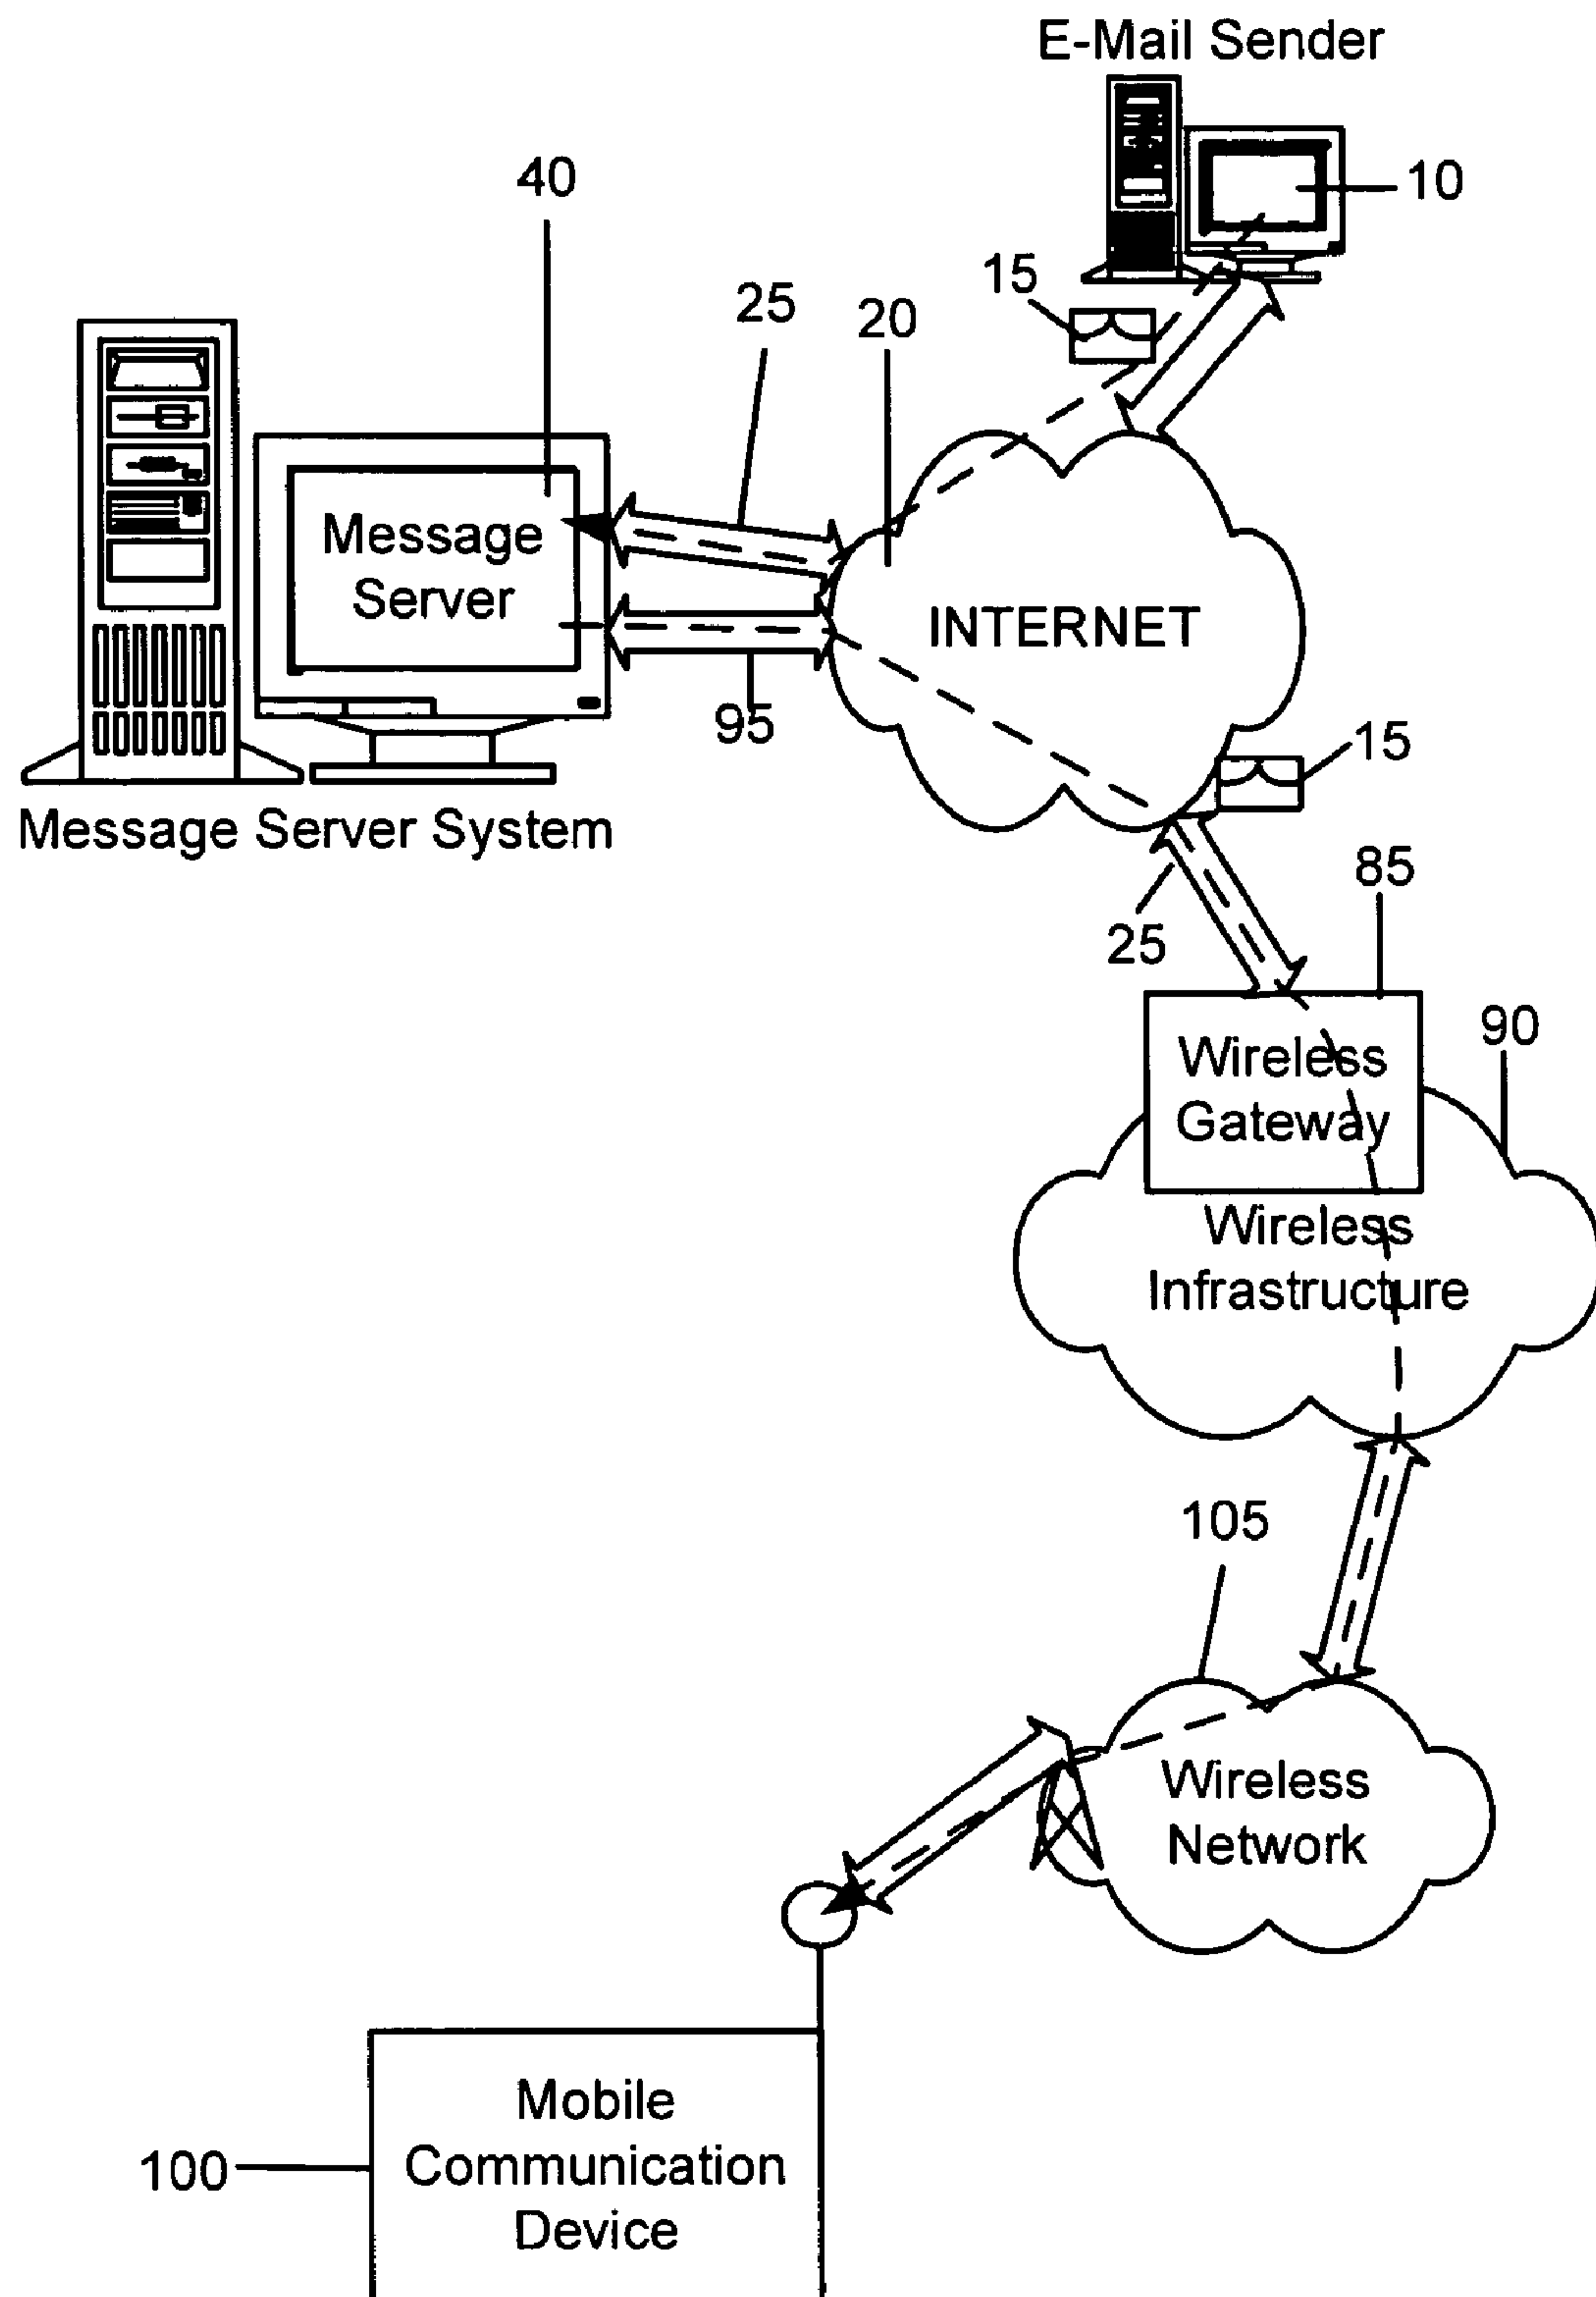 E-Mail Sender
40
10
15
25
20
Message
Server
INTERNET
95
15
Message Server System
85
25
90
Wireless
Gateway
Wireless
Infrastructure
105
Wireless
Network
Mobile
100
Communication
Device